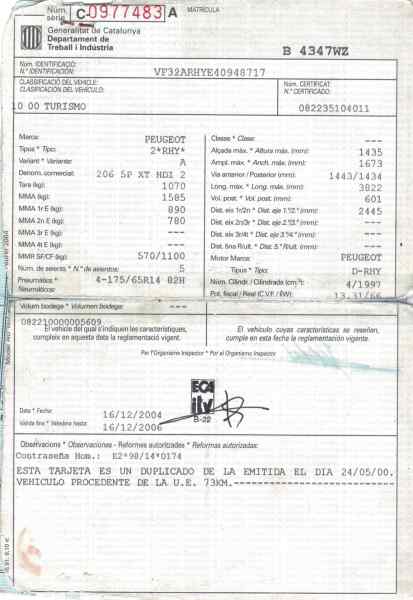 Núm. sèrie C-0977483 A MATRÍCULA
Generalitat de Catalunya
Departament de
Treball i Indústria
B 4347WZ
Núm. IDENTIFICACIÓ:
N.º IDENTIFICACIÓN: VF32ARHYE40948717
CLASSIFICACIÓ DEL VEHICLE:
CLASIFICACIÓN DEL VEHÍCULO:
10 00 TURISMO
Núm. CERTIFICAT:
N.º CERTIFICADO:
082235104011
Marca: PEUGEOT
Tipus * Tipo: 2*RHY*
Variant * Variante: A
Denom. comercial: 206 5P XT HDI 2
Tara (kg): 1070
MMA (kg): 1585
MMA 1r E (kg): 890
MMA 2n E (kg): 780
MMA 3r E (kg): ---
MMA 4t E (kg): ---
MMR SF/CF (kg): 570/1100
Núm. de seients * N.º de asientos: 5
Pneumàtics *
Neumáticos: 4-175/65R14 82H
Volum bodega * Volumen bodega: ---
Classe * Clase: ---
Alçada màx. * Altura máx. (mm): 1435
Ampl. màx. * Anch. máx. (mm): 1673
Via anterior / Posterior (mm): 1443/1434
Long. màx. * Long. máx. (mm): 3822
Vol. post. * Vol. post. (mm): 601
Dist. eix 1r/2n * Dist. eje 1.º/2.º (mm): 2445
Dist. eix 2n/3r * Dist. eje 2.º/3.º (mm): ---
Dist. eix 3r/4t * Dist. eje 3.º/4.º (mm): ---
Motor Marca: PEUGEOT
Tipus * Tipo: D-RHY
Núm. Cilindr. / Cilindrada (cm³): 4/1997
Pot. fiscal / Real (C.V.F. / kW): 13.31/66
082210000005609
El vehicle del qual s'indiquen les característiques,
compleix en aquesta data la reglamentació vigent.
El vehículo cuyas características se reseñan,
cumple en esta fecha la reglamentación vigente.
Per l'Organisme Inspector * Por el Organismo Inspector
ECA
itv
B-22
Data * Fecha: 16/12/2004
Vàlida fins * Valedera hasta 16/12/2006
Observacions * Observaciones - Reformes autoritzades * Reformas autorizadas:
Contraseña Hom.: E2*98/14*0174
ESTA TARJETA ES UN DUPLICADO DE LA EMITIDA EL DIA 24/05/00.
VEHICULO PROCEDENTE DE LA U.E. 73KM.-----------------------